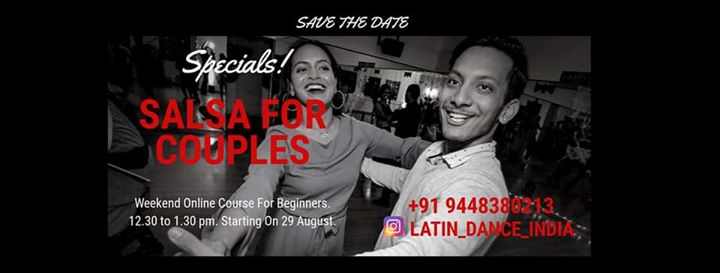 SAVE THE DATE
Specials!
SALSA FOR
COUPLES
Weekend Online Course For Beginners.
12.30 to 1.30 pm. Starting On 29 August.
+91 9448380213
LATIN_DANCE_INDIA